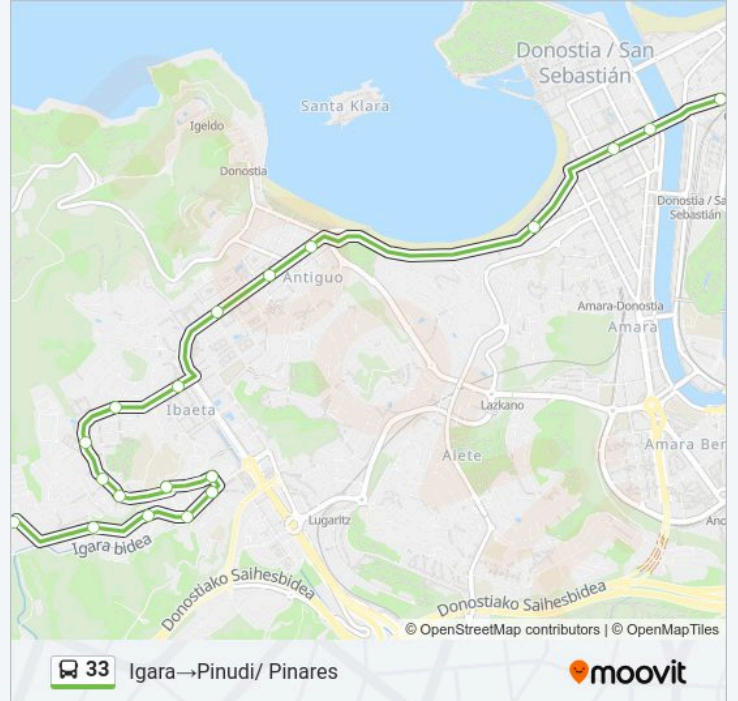 Donostia / San
Sebastián
Santa Klara
Igeldo
Donostia
Donostia / Sa
Sebastián
Antiguo
Amara-Donostia
Amara
Ibaeta
Lazkano
Aiete
Amara Ber
Lugaritz
Ano
Igara bidea
Donostiako Saihesbidea
Donostiako Saihesbidea
© OpenStreetMap contributors | © OpenMapTiles
33 Igara→Pinudi/ Pinares
moovit